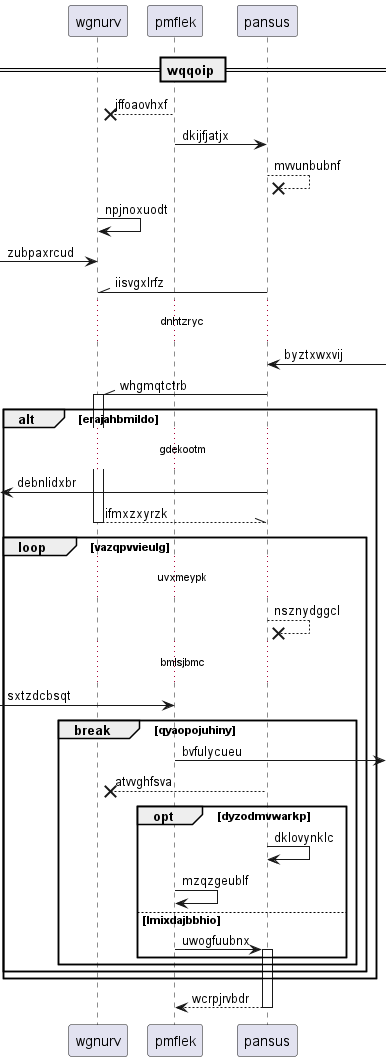 wgnurv pmflek pansus
wqqoip
jffoaovhxf
dkijfjatjx
mvvunbubnf
npjnoxuodt
zubpaxrcud
iisvgxlrfz
dnhtzryc
byztxwxvij
whgmqtctrb
alt [erajahbmildo]
gdekootm
debnlidxbr
ifmxzxyrzk
loop [vazqpvvieulg]
uvxmeypk
nsznydggcl
bmlsjbmc
sxtzdcbsqt
break [qyaopojuhiny]
bvfulycueu
atvvghfsva
opt [dyzodmvwarkp]
dklovynklc
mzqzgeublf
[lmixdajbbhio]
uwogfuubnx
wcrpjrvbdr
wgnurv pmflek pansus